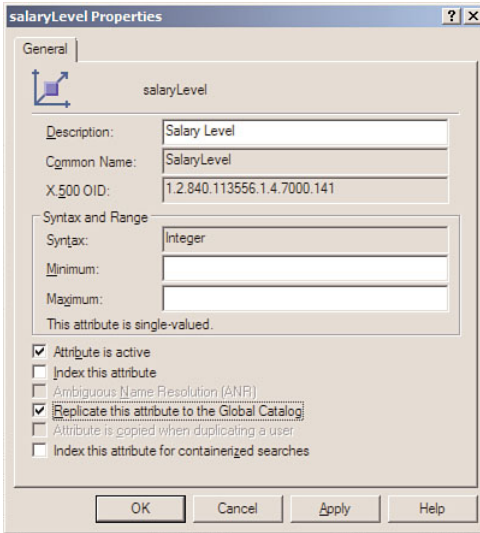 salaryLevel Properties
General
salaryLevel
Description: Salary Level
Common Name: SalaryLevel
X.500 OID: 1.2.840.113556.1.4.7000.141
Syntax and Range
Syntax: Integer
Minimum:
Maximum:
This attribute is single-valued.
Attribute is active
Index this attribute
Ambiguous Name Resolution (ANR)
Replicate this attribute to the Global Catalog
Attribute is copied when duplicating a user
Index this attribute for containerized searches
OK Cancel Apply Help